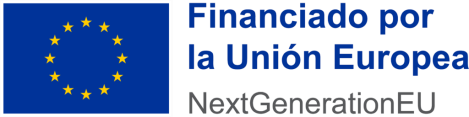 Financiado por
la Unión Europea
NextGenerationEU